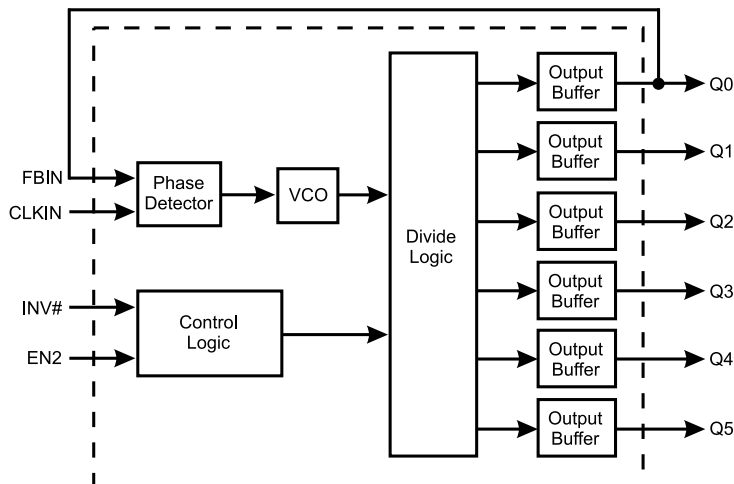 Output
Buffer
Q0
Output
Buffer
Q1
FBIN
Phase
Detector
VCO
CLKIN
Output
Buffer
Q2
Divide
Logic
Output
Buffer
Q3
INV#
Control
Logic
EN2
Output
Buffer
Q4
Output
Buffer
Q5